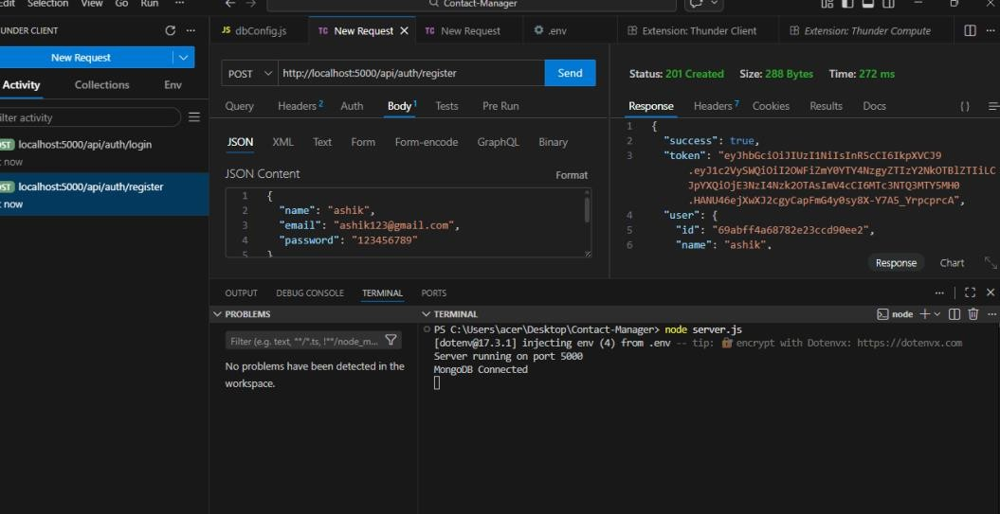 Edit Selection View Go Run ...
Contact-Manager
UNDER CLIENT
JS dbConfig.js
TC New Request
TC New Request
.env
Extension: Thunder Client
Extension: Thunder Compute
New Request
Activity Collections Env
ilter activity
ST localhost:5000/api/auth/login
t now
ST localhost:5000/api/auth/register
t now
POST http://localhost:5000/api/auth/register Send
Query Headers 2 Auth Body 1 Tests Pre Run
JSON XML Text Form Form-encode GraphQL Binary
JSON Content Format
1 {
2 "name": "ashik",
3 "email": "ashik123@gmail.com",
4 "password": "123456789"
5 }
Status: 201 Created Size: 288 Bytes Time: 272 ms
Response Headers 7 Cookies Results Docs { }
1 {
2 "success": true,
3 "token": "eyJhbGciOiJIUzI1NiIsInR5cCI6IkpXVCJ9
4 "user": {
5 "id": "69abff4a68782e23ccd90ee2",
6 "name": "ashik",
Response Chart
OUTPUT DEBUG CONSOLE TERMINAL PORTS
PROBLEMS
Filter (e.g. text, **/*.ts, !**/node_m...
No problems have been detected in the
workspace.
TERMINAL
node
PS C:\Users\acer\Desktop\Contact-Manager> node server.js
[dotenv@17.3.1] injecting env (4) from .env -- tip: 🔐 encrypt with Dotenvx: https://dotenvx.com
Server running on port 5000
MongoDB Connected